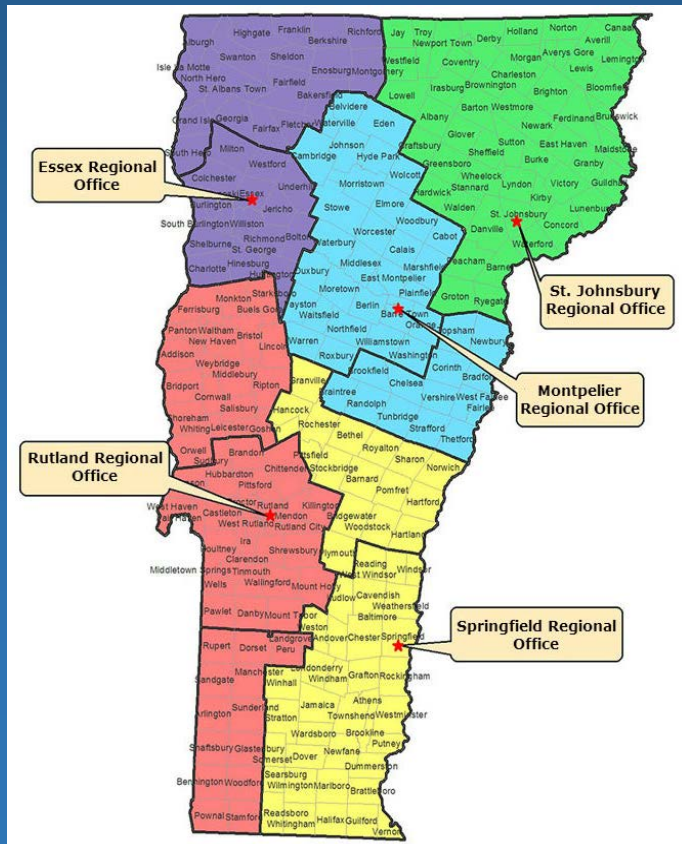 Highgate Franklin Richford Jay Troy Holland Norton Canaan
Alburgh Berkshire Newport Town Derby Averill
Swanton Sheldon Westfield Morgan Averys Gore Lemington
Isle La Motte Enosburg Montgomery Coventry Lewis
North Hero Fairfield Charleston
St. Albans Town Bakersfield Lowell Irasburg Brownington Brighton Bloomfield
Belvidere Barton Westmore
Grand Isle Georgia Waterville Eden Albany Newark Ferdinand Brunswick
Fairfax Fletcher Glover
South Hero Milton Johnson Craftsbury Sutton East Haven Maidstone
Cambridge Hyde Park Greensboro Sheffield Burke Granby
Westford Wolcott Wheelock
Colchester Underhill Morristown Hardwick Stannard Lyndon Victory Guildhall
Essex Regional
Office
Essex Elmore Walden Kirby
Burlington Jericho Stowe Woodbury St. Johnsbury Lunenburg
South Burlington Williston Worcester Danville Concord
Richmond Bolton Calais Cabot Waterford
Shelburne St. George Waterbury
Hinesburg Middlesex Marshfield Peacham Barnet
Charlotte Huntington Duxbury East Montpelier
Starksboro Moretown Plainfield Groton Ryegate
St. Johnsbury
Regional Office
Monkton Fayston Berlin Barre Town
Ferrisburg Buels Gore Waitsfield Orange Topsham
Panton Waltham Bristol Northfield Newbury
New Haven Lincoln Warren Williamstown
Addison Roxbury Washington Corinth
Weybridge Granville Brookfield Bradford
Middlebury Chelsea
Bridport Ripton Braintree Vershire West Fairlee
Cornwall Hancock Randolph Fairlee
Salisbury Tunbridge
Montpelier
Regional Office
Shoreham Rochester Strafford
Whiting Leicester Goshen Bethel Thetford
Orwell Sudbury Brandon Pittsfield Royalton
Hubbardton Chittenden Stockbridge Sharon Norwich
Pittsford Barnard
Rutland Regional
Office
Proctor Rutland Killington Pomfret Hartford
West Haven Castleton Mendon Bridgewater
Fair Haven West Rutland Rutland City Woodstock Hartland
Ira Plymouth
Poultney Shrewsbury Reading Windsor
Clarendon West Windsor
Middletown Springs Tinmouth
Wells Wallingford Mount Holly Ludlow Cavendish
Weathersfield
Pawlet Danby Mount Tabor Baltimore
Weston Andover Chester Springfield
Springfield Regional
Office
Landgrove
Rupert Dorset Peru
Sandgate Manchester Londonderry Grafton Rockingham
Winhall Windham
Arlington Sunderland Jamaica Athens
Stratton Townshend Westminster
Wardsboro Brookline
Shaftsbury Glastenbury Newfane Putney
Somerset Dover
Dummerston
Bennington Woodford Searsburg
Wilmington Marlboro Brattleboro
Pownal Stamford Readsboro Halifax Guilford
Whitingham Vernon